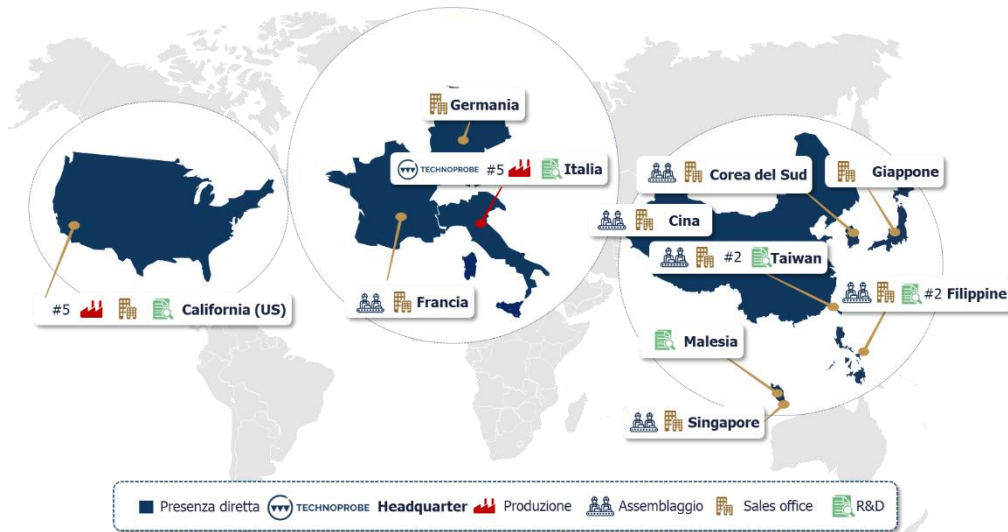 Germania
TECHNOPROBE #5 Italia
Francia
#5 California (US)
Corea del Sud
Giappone
Cina
#2 Taiwan
#2 Filippine
Malesia
Singapore
Presenza diretta TECHNOPROBE Headquarter Produzione Assemblaggio Sales office R&D